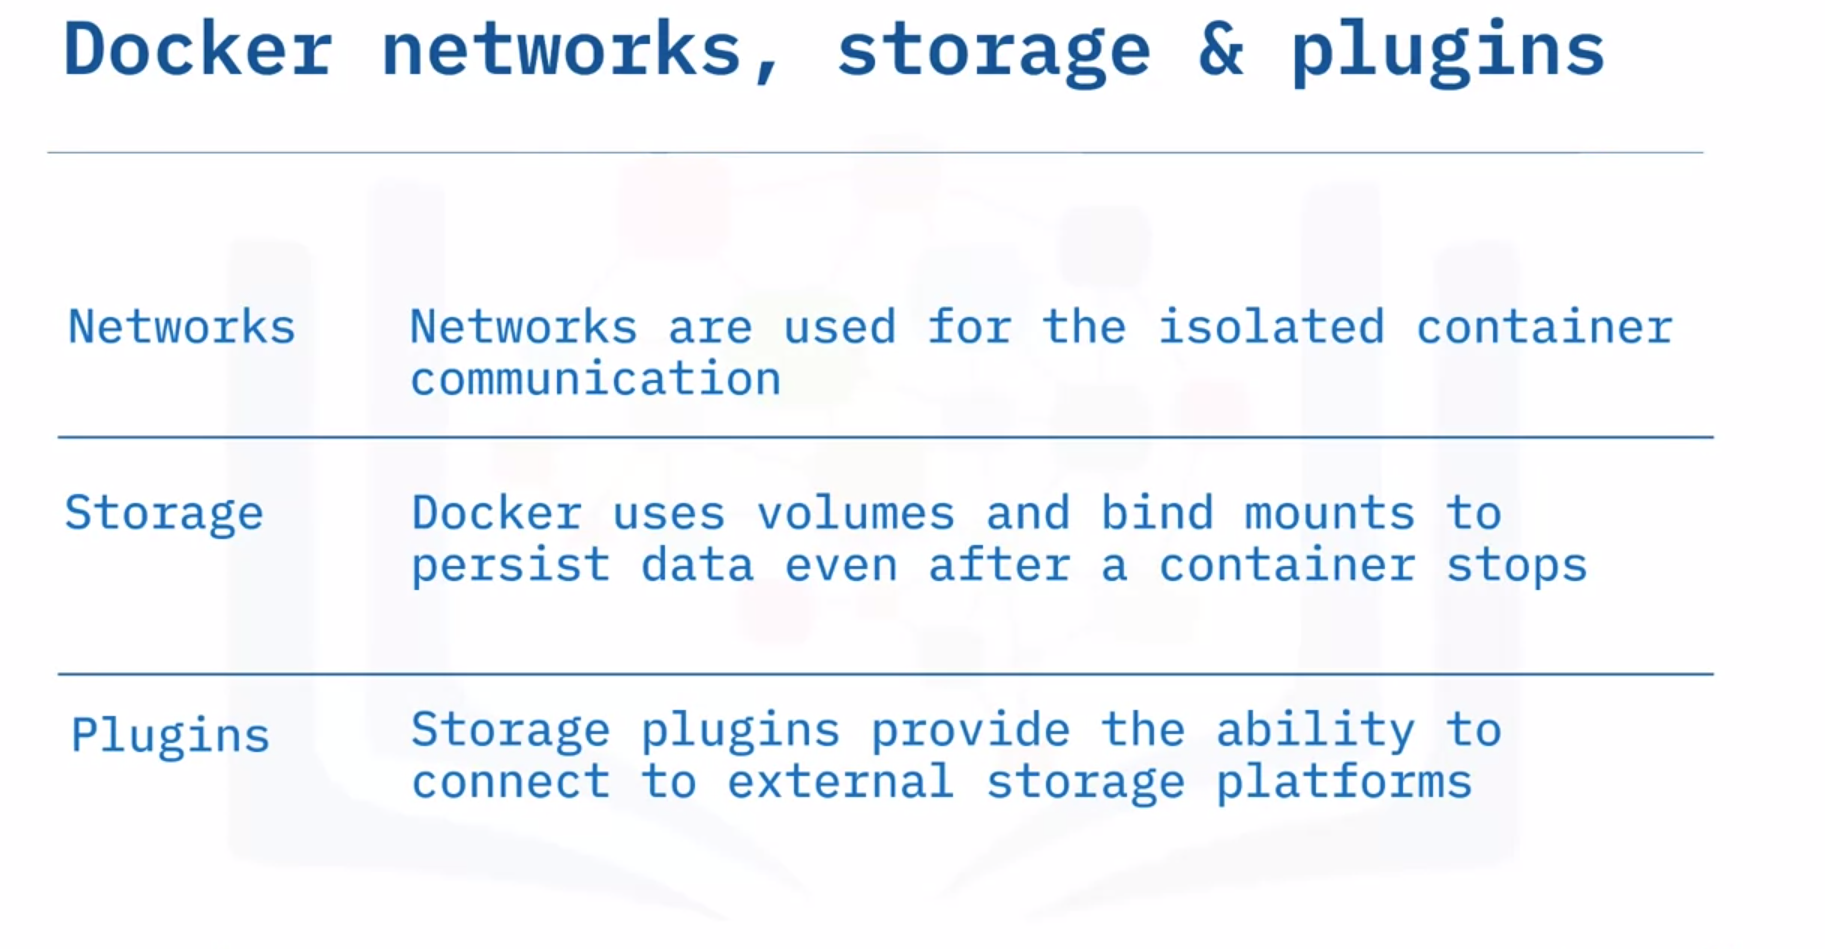 Docker networks, storage & plugins
Networks
Networks are used for the isolated container
communication
Storage
Docker uses volumes and bind mounts to
persist data even after a container stops
Plugins
Storage plugins provide the ability to
connect to external storage platforms